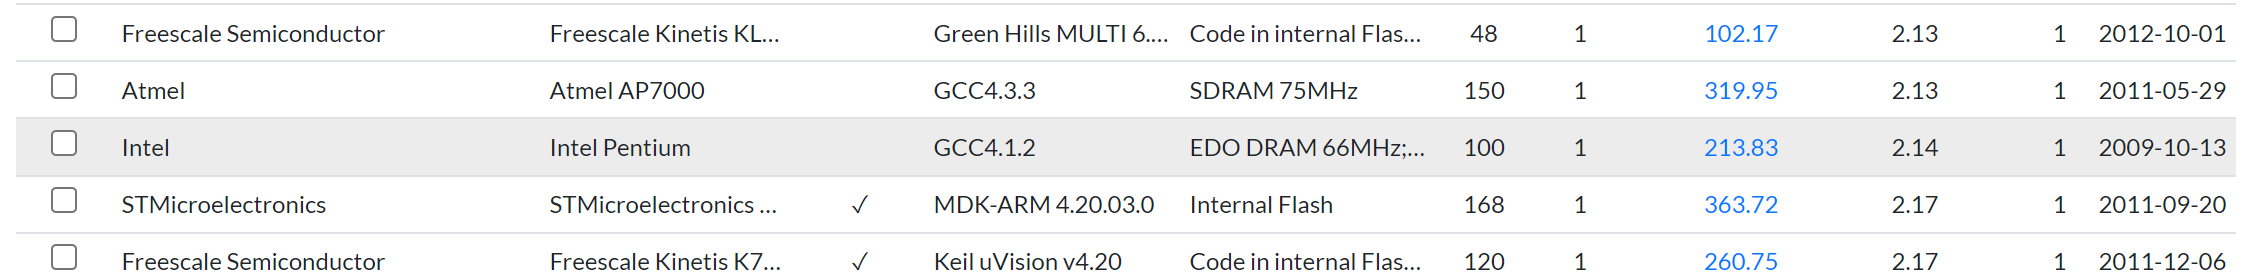 Freescale Semiconductor Freescale Kinetis KL... Green Hills MULTI 6.... Code in internal Flas... 48 1 102.17 2.13 1 2012-10-01
Atmel Atmel AP7000 GCC4.3.3 SDRAM 75MHz 150 1 319.95 2.13 1 2011-05-29
Intel Intel Pentium GCC4.1.2 EDO DRAM 66MHz;... 100 1 213.83 2.14 1 2009-10-13
STMicroelectronics STMicroelectronics ... ✓ MDK-ARM 4.20.03.0 Internal Flash 168 1 363.72 2.17 1 2011-09-20
Freescale Semiconductor Freescale Kinetis K7... ✓ Keil uVision v4.20 Code in internal Flas... 120 1 260.75 2.17 1 2011-12-06